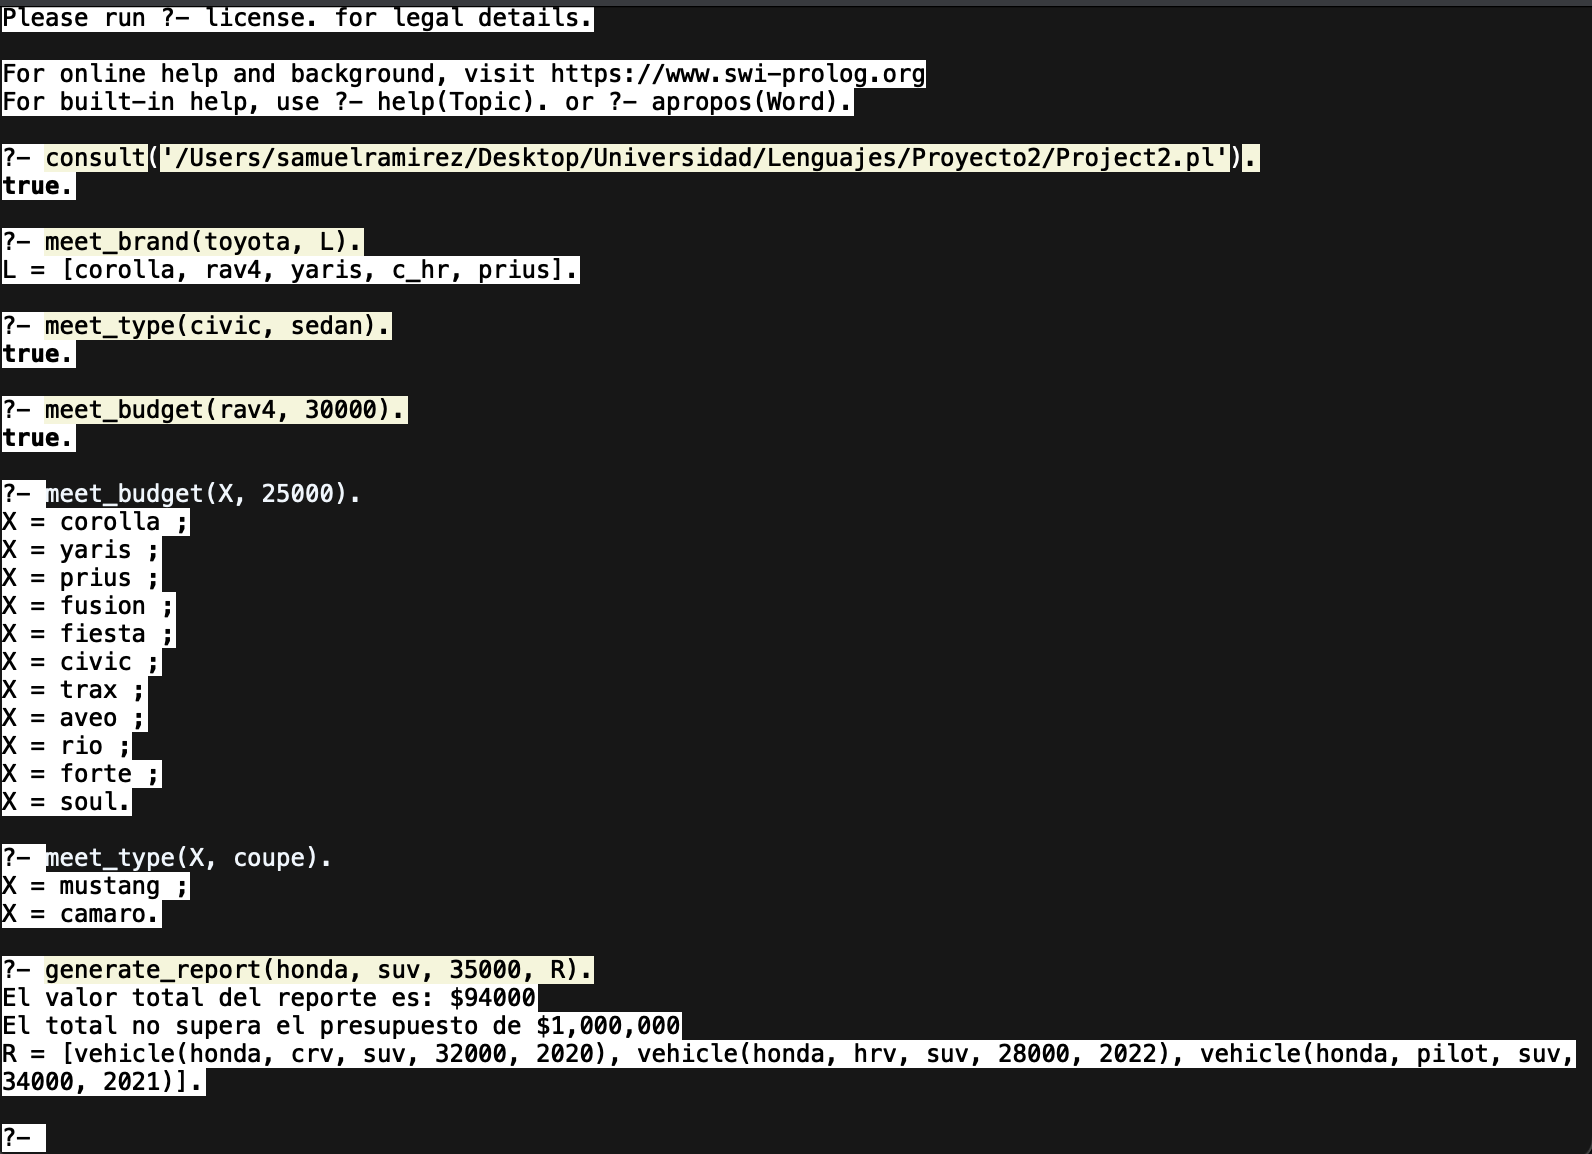 Please run ?- license. for legal details.
For online help and background, visit https://www.swi-prolog.org
For built-in help, use ?- help(Topic). or ?- apropos(Word).
?- consult('/Users/samuelramirez/Desktop/Universidad/Lenguajes/Proyecto2/Project2.pl').
true.
?- meet_brand(toyota, L).
L = [corolla, rav4, yaris, c_hr, prius].
?- meet_type(civic, sedan).
true.
?- meet_budget(rav4, 30000).
true.
?- meet_budget(X, 25000).
X = corolla ;
X = yaris ;
X = prius ;
X = fusion ;
X = fiesta ;
X = civic ;
X = trax ;
X = aveo ;
X = rio ;
X = forte ;
X = soul.
?- meet_type(X, coupe).
X = mustang ;
X = camaro.
?- generate_report(honda, suv, 35000, R).
El valor total del reporte es: $94000
El total no supera el presupuesto de $1,000,000
R = [vehicle(honda, crv, suv, 32000, 2020), vehicle(honda, hrv, suv, 28000, 2022), vehicle(honda, pilot, suv,
34000, 2021)].
?-